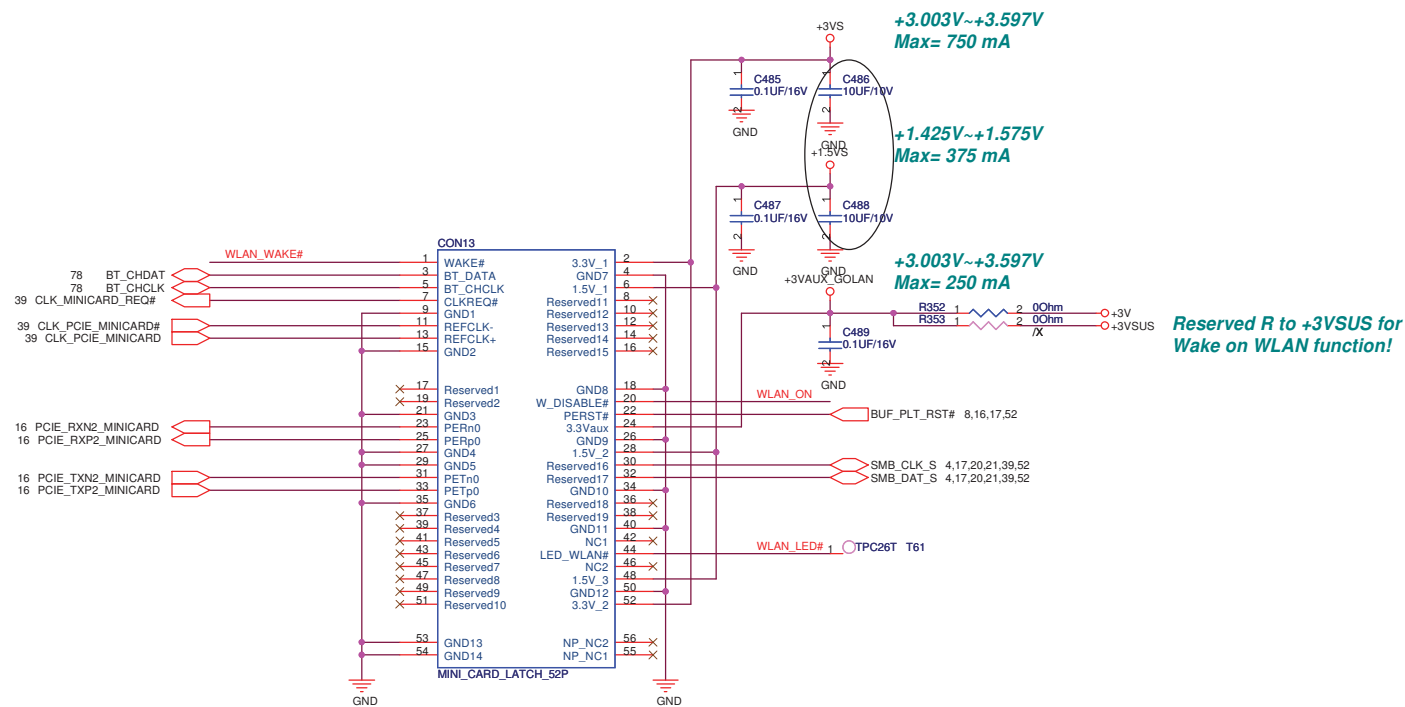 +3.003V~+3.597V
+3VS
Max= 750 mA
1 C485 1 C486
0.1UF/16V 10UF/10V
2 2
GND
GND
+1.425V~+1.575V
+1.5VS
Max= 375 mA
1 C487 1 C488
0.1UF/16V 10UF/10V
2 2
GND GND
+3.003V~+3.597V
+3VAUX_GOLAN
Max= 250 mA
R352 1 2 0Ohm +3V
R353 1 2 0Ohm +3VSUS
/X
1 C489
0.1UF/16V
2
GND
Reserved R to +3VSUS for
Wake on WLAN function!
CON13
WLAN_WAKE# 1 WAKE# 3.3V_1 2
78 BT_CHDAT 3 BT_DATA GND7 4
78 BT_CHCLK 5 BT_CHCLK 1.5V_1 6
39 CLK_MINICARD_REQ# 7 CLKREQ# Reserved11 8
9 GND1 Reserved12 10
39 CLK_PCIE_MINICARD# 11 REFCLK- Reserved13 12
39 CLK_PCIE_MINICARD 13 REFCLK+ Reserved14 14
15 GND2 Reserved15 16
17 Reserved1 GND8 18
19 Reserved2 W_DISABLE# 20 WLAN_ON
21 GND3 PERST# 22 BUF_PLT_RST# 8,16,17,52
16 PCIE_RXN2_MINICARD 23 PERn0 3.3Vaux 24
16 PCIE_RXP2_MINICARD 25 PERp0 GND9 26
27 GND4 1.5V_2 28
29 GND5 Reserved16 30 SMB_CLK_S 4,17,20,21,39,52
16 PCIE_TXN2_MINICARD 31 PETn0 Reserved17 32 SMB_DAT_S 4,17,20,21,39,52
16 PCIE_TXP2_MINICARD 33 PETp0 GND10 34
35 GND6 Reserved18 36
37 Reserved3 Reserved19 38
39 Reserved4 GND11 40
41 Reserved5 NC1 42
43 Reserved6 LED_WLAN# 44 WLAN_LED# 1 TPC26T T61
45 Reserved7 NC2 46
47 Reserved8 1.5V_3 48
49 Reserved9 GND12 50
51 Reserved10 3.3V_2 52
53 GND13 NP_NC2 56
54 GND14 NP_NC1 55
MINI_CARD_LATCH_52P
GND GND